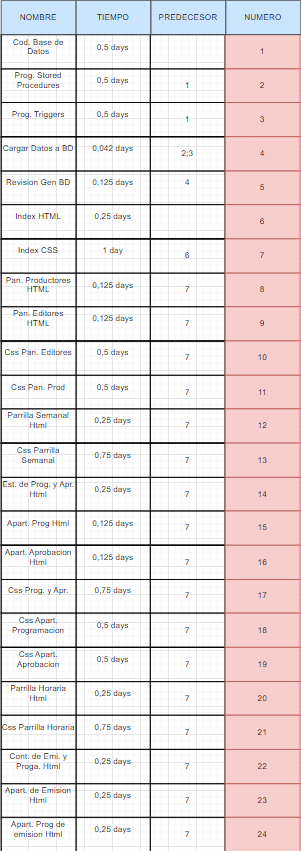 NOMBRE TIEMPO PREDECESOR NUMERO
Cod. Base de
Datos
0,5 days
1
Prog. Stored
Procedures
0,5 days
1
2
Prog. Triggers
0,5 days
1
3
Cargar Datos a BD
0,042 days
2;3
4
Revision Gen BD
0,125 days
4
5
Index HTML
0,25 days
6
Index CSS
1 day
6
7
Pan. Productores
HTML
0,125 days
7
8
Pan. Editores
HTML
0,125 days
7
9
Css Pan. Editores
0,5 days
7
10
Css Pan. Prod
0,5 days
7
11
Parrilla Semanal
Html
0,25 days
7
12
Css Parrilla
Semanal
0,75 days
7
13
Est. de Prog. y Apr.
Html
0,25 days
7
14
Apart. Prog Html
0,125 days
7
15
Apart. Aprobacion
Html
0,125 days
7
16
Css Prog. y Apr.
0,75 days
7
17
Css Apart.
Programacion
0,5 days
7
18
Css Apart.
Aprobacion
0,5 days
7
19
Parrilla Horaria
Html
0,25 days
7
20
Css Parrilla Horaria
0,75 days
7
21
Cont. de Emi. y
Proga. Html
0,25 days
7
22
Apart. de Emision
Html
0,25 days
7
23
Apart. Prog de
emision Html
0,25 days
7
24